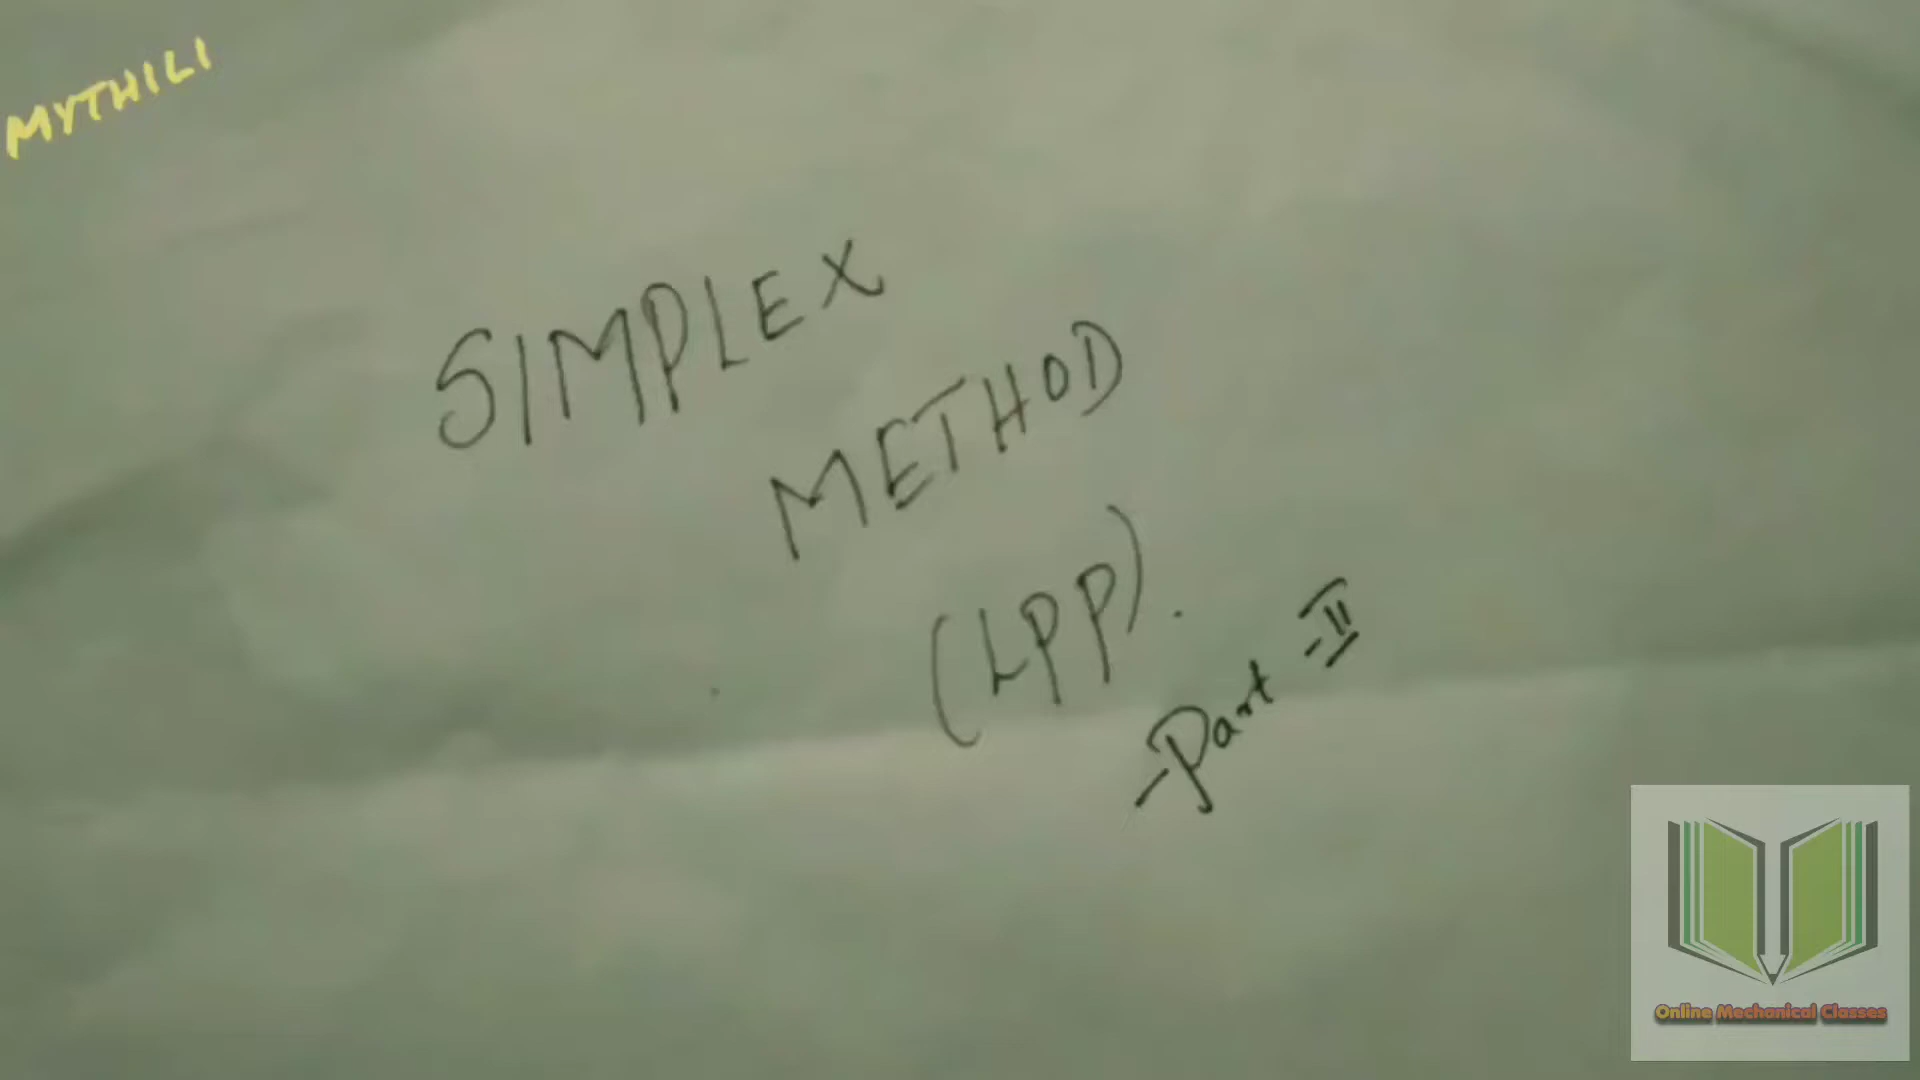 MYTHILI
SIMPLEX
METHOD
(LPP).
-Part-II
Online Mechanical Classes